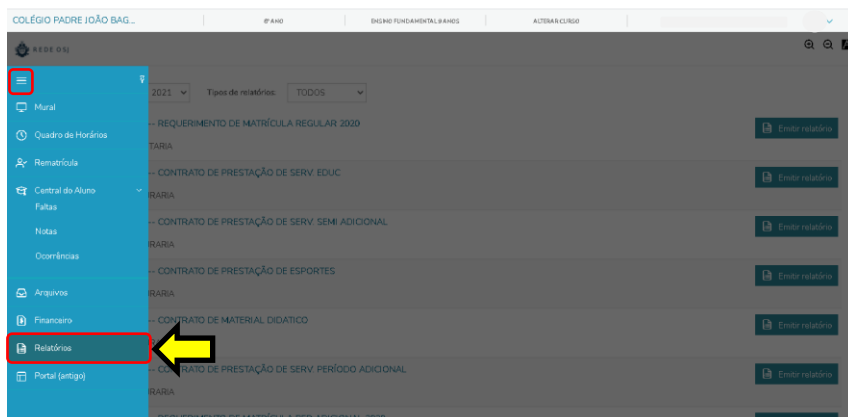 COLÉGIO PADRE JOÃO BAG...
8º ANO
ENSINO FUNDAMENTAL 9 ANOS
ALTERAR CURSO
REDE DSJ
2021
Tipos de relatórios:
TODOS
Mural
Quadro de Horários
Rematrícula
Central do Aluno
Faltas
Notas
Ocorrências
Arquivos
Financeiro
Relatórios
Portal (antigo)
-- REQUERIMENTO DE MATRÍCULA REGULAR 2020
TARIA
Emitir relatório
-- CONTRATO DE PRESTAÇÃO DE SERV. EDUC
RARIA
Emitir relatório
-- CONTRATO DE PRESTAÇÃO DE SERV. SEMI ADICIONAL
RARIA
Emitir relatório
-- CONTRATO DE PRESTAÇÃO DE ESPORTES
RARIA
Emitir relatório
-- CONTRATO DE MATERIAL DIDATICO
Emitir relatório
-- CONTRATO DE PRESTAÇÃO DE SERV. PERÍODO ADICIONAL
RARIA
Emitir relatório